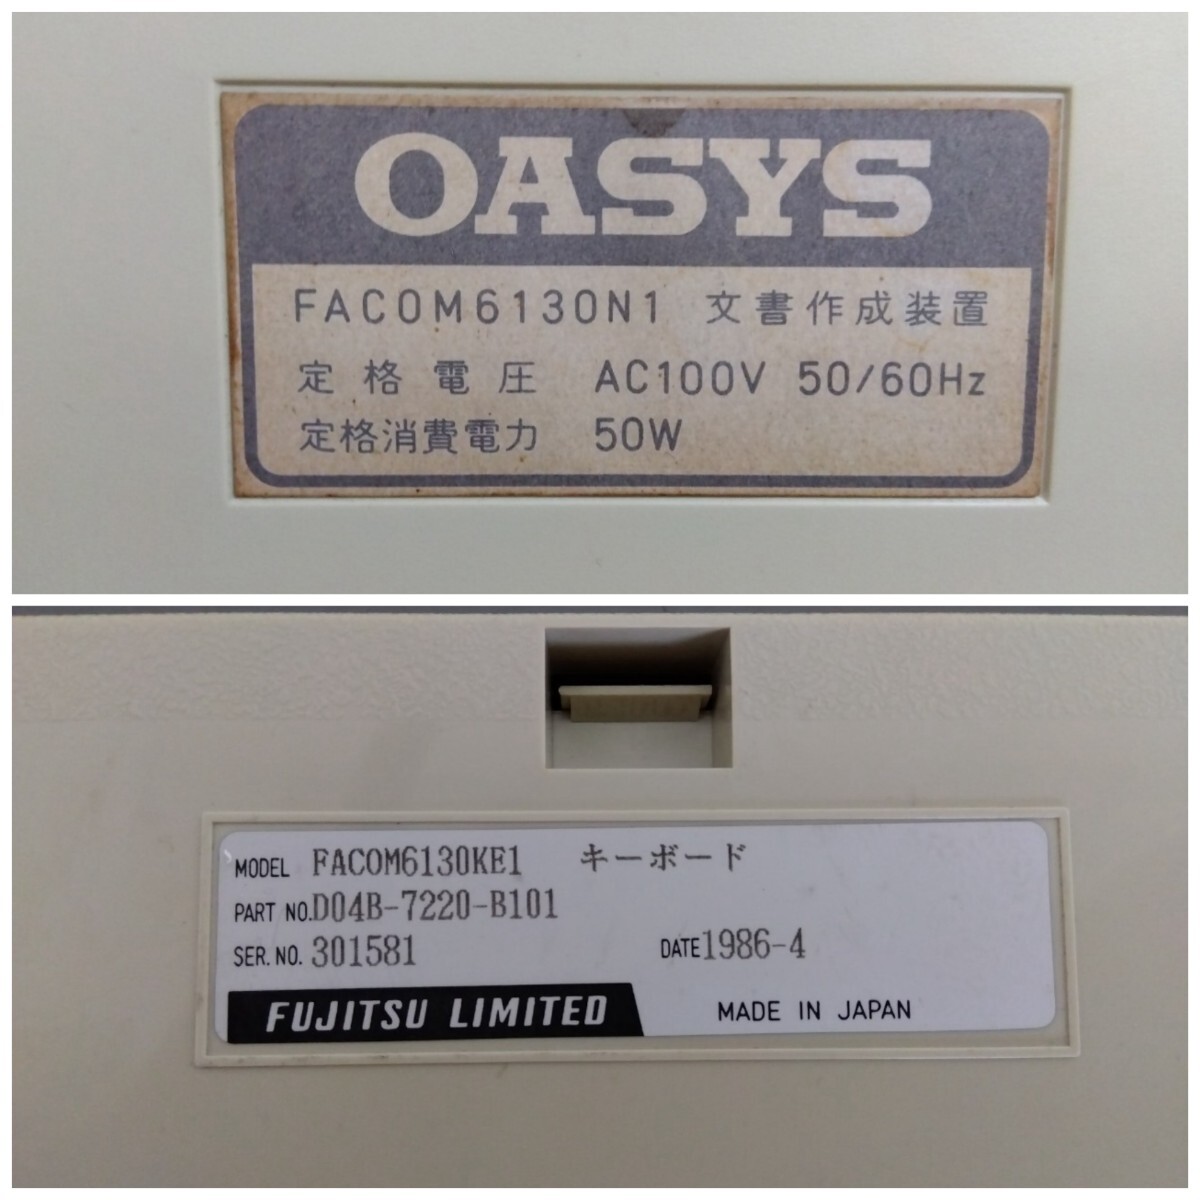 OASYS
FACOM6130N1 文書作成装置
定格電圧 AC100V 50/60Hz
定格消費電力 50W
MODEL FACOM6130KE1 キーボード
PART NO.D04B-7220-B101
SER. NO. 301581 DATE 1986-4
FUJITSU LIMITED MADE IN JAPAN